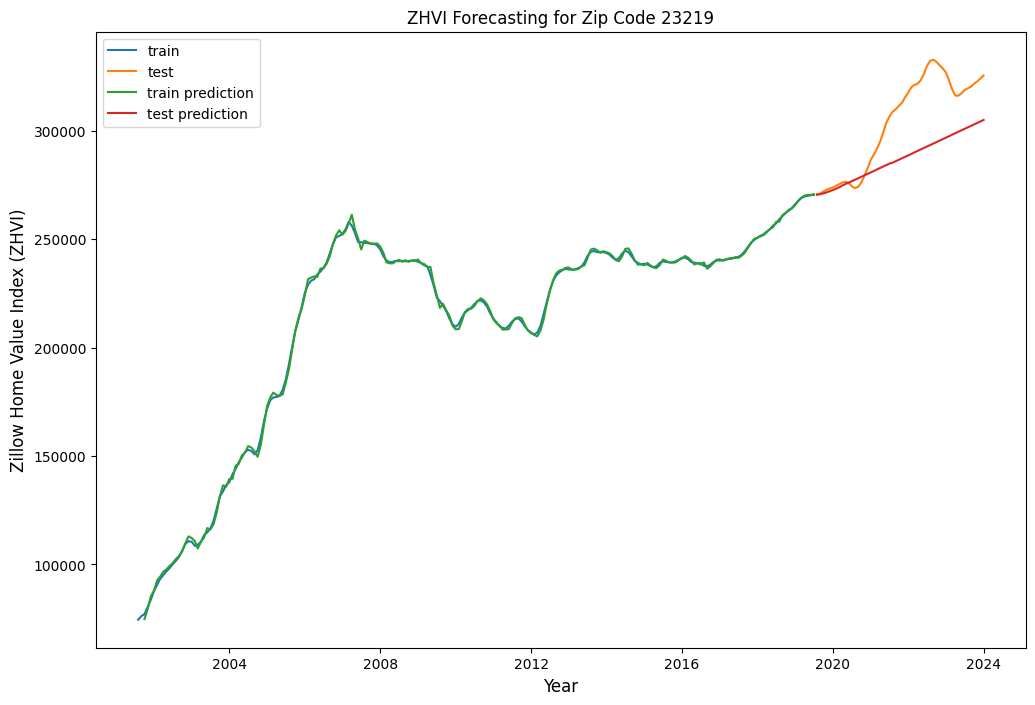 ZHVI Forecasting for Zip Code 23219
train
test
train prediction
test prediction
Zillow Home Value Index (ZHVI)
300000
250000
200000
150000
100000
2004 2008 2012 2016 2020 2024
Year